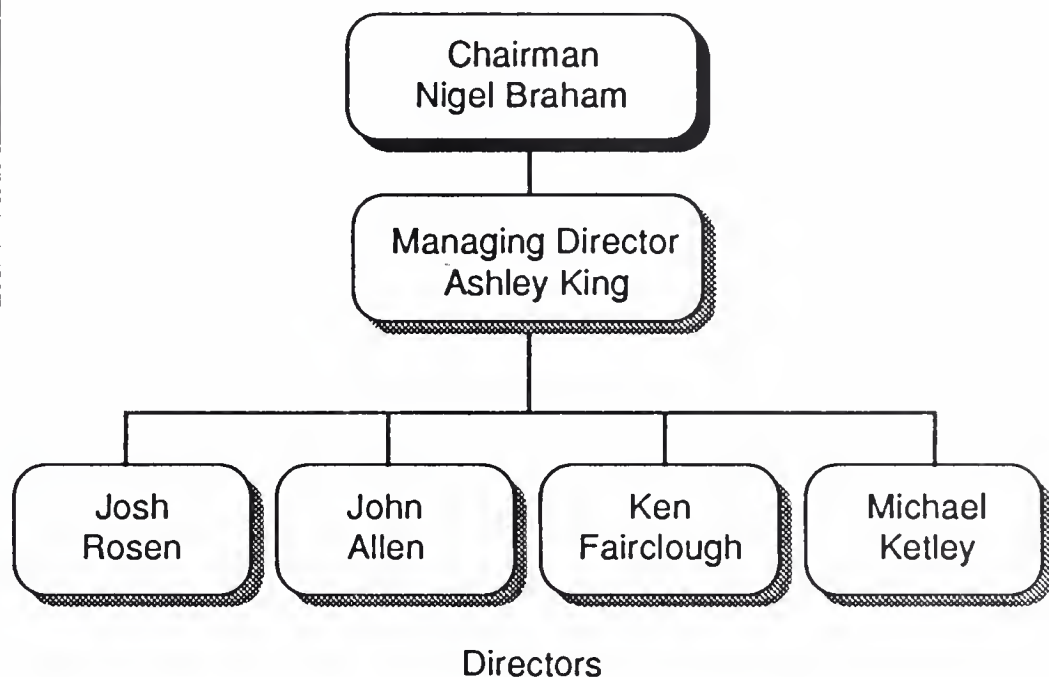 Chairman
Nigel Braham
Managing Director
Ashley King
Josh
Rosen
John
Allen
Ken
Fairclough
Michael
Ketley
Directors